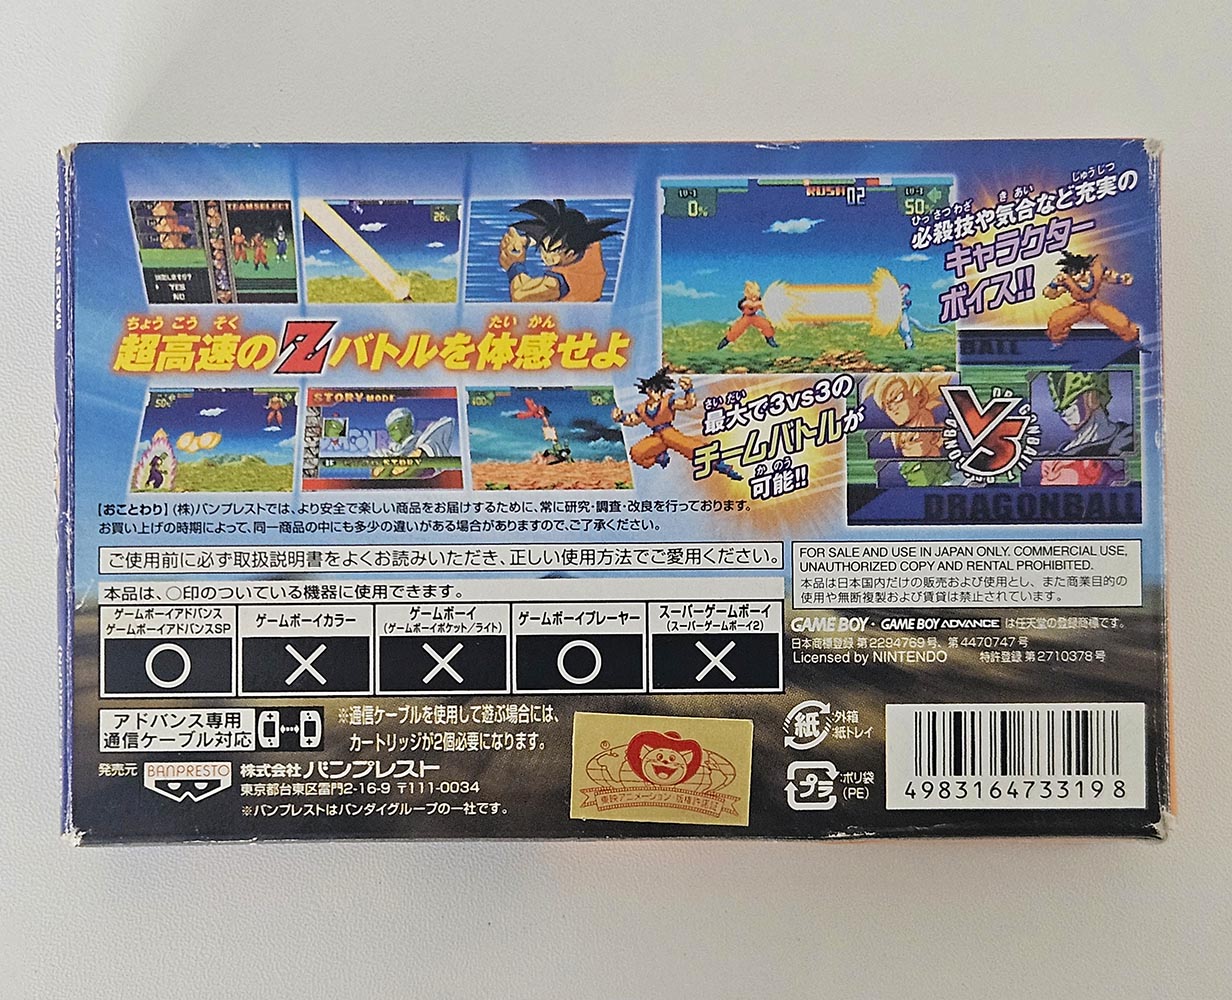 TEAM SELECT
YES
NO
ちょうこうそく
たいかん
超高速のZバトルを体感せよ
RUSH 02
0%
50%
じゅうじつ
きあい
ひっさつわざ
必殺技や気合など充実の
キャラクター
ボイス!!
50%
STORY MODE
さいだい
最大で3vs3の
チームバトルが
かのう
可能!!
VS
DRAGONBALL
【おことわり】(株)バンプレストでは、より安全で楽しい商品をお届けするために、常に研究・調査・改良を行っております。
お買い上げの時期によって、同一商品の中にも多少の違いがある場合がありますので、ご了承ください。
ご使用前に必ず取扱説明書をよくお読みいただき、正しい使用方法でご愛用ください。
本品は、○印のついている機器に使用できます。
ゲームボーイアドバンス
ゲームボーイアドバンスSP
ゲームボーイカラー
ゲームボーイ
(ゲームボーイポケット/ライト)
ゲームボーイプレーヤー
スーパーゲームボーイ
(スーパーゲームボーイ2)
○ × × ○ ×
FOR SALE AND USE IN JAPAN ONLY. COMMERCIAL USE,
UNAUTHORIZED COPY AND RENTAL PROHIBITED.
本品は日本国内だけの販売および使用とし、また商業目的の
使用や無断複製および賃貸は禁止されています。
GAME BOY・GAME BOY ADVANCE は任天堂の登録商標です。
日本商標登録 第2294769号、第4470747号
Licensed by NINTENDO 特許登録 第2710378号
アドバンス専用
通信ケーブル対応
※通信ケーブルを使用して遊ぶ場合には、
カートリッジが2個必要になります。
発売元
BANPRESTO
株式会社バンプレスト
東京都台東区雷門2-16-9 〒111-0034
※バンプレストはバンダイグループの一社です。
東映アニメーション 版権許諾証
紙
外箱
紙トレイ
プラ
ポリ袋
(PE)
4983164733198
MADE IN JA